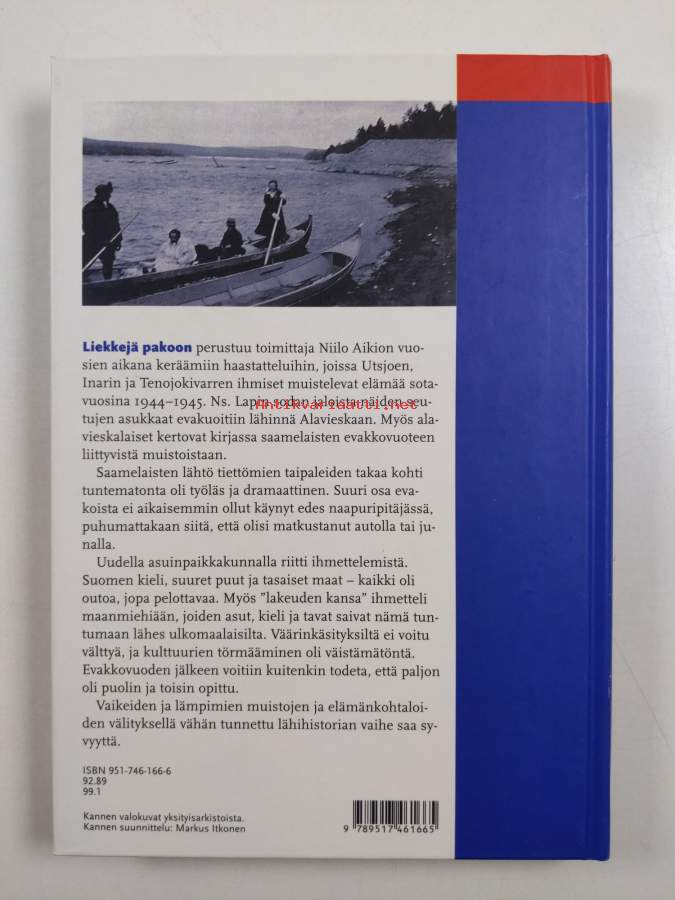 Liekkejä pakoon perustuu toimittaja Niilo Aikion vuo-
sien aikana keräämiin haastatteluihin, joissa Utsjoen,
Inarin ja Tenojokivarren ihmiset muistelevat elämää sota-
vuosina 1944–1945. Ns. Lapin sodan jaloista näiden seu-
Antikvariaatti.net
tujen asukkaat evakuoitiin lähinnä Alavieskaan. Myös ala-
vieskalaiset kertovat kirjassa saamelaisten evakkovuoteen
liittyvistä muistoistaan.
Saamelaisten lähtö tiettömien taipaleiden takaa kohti
tuntematonta oli työläs ja dramaattinen. Suuri osa eva-
koista ei aikaisemmin ollut käynyt edes naapuripitäjässä,
puhumattakaan siitä, että olisi matkustanut autolla tai ju-
nalla.
Uudella asuinpaikkakunnalla riitti ihmettelemistä.
Suomen kieli, suuret puut ja tasaiset maat – kaikki oli
outoa, jopa pelottavaa. Myös "lakeuden kansa" ihmetteli
maanmiehiään, joiden asut, kieli ja tavat saivat nämä tun-
tumaan lähes ulkomaalaisilta. Väärinkäsityksiltä ei voitu
välttyä, ja kulttuurien törmääminen oli väistämätöntä.
Evakkovuoden jälkeen voitiin kuitenkin todeta, että paljon
oli puolin ja toisin opittu.
Vaikeiden ja lämpimien muistojen ja elämänkohtaloi-
den välityksellä vähän tunnettu lähihistorian vaihe saa sy-
vyyttä.
ISBN 951-746-166-6
92.89
99.1
Kannen valokuvat yksityisarkistoista.
Kannen suunnittelu: Markus Itkonen
9 789517 461665